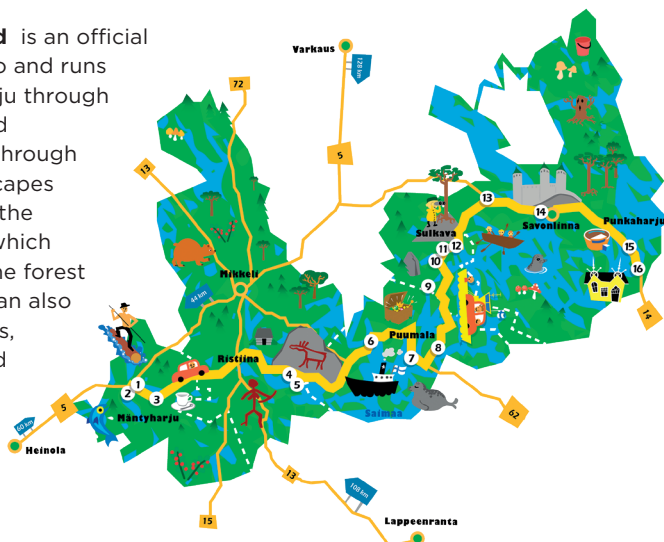 d is an official
o and runs
ju through
d
hrough
capes
the
which
ne forest
an also
s,
d
Varkaus
128 km
72
5
13
13
14
Savonlinna
Punkaharju
15
16
14
Sulkava
11
12
10
9
Mikkeli
44 km
Puumala
6
7
8
Ristiina
4
5
1
2
3
Mäntyharju
Saimaa
62
5
60 km
Heinola
13
108 km
15
Lappeenranta